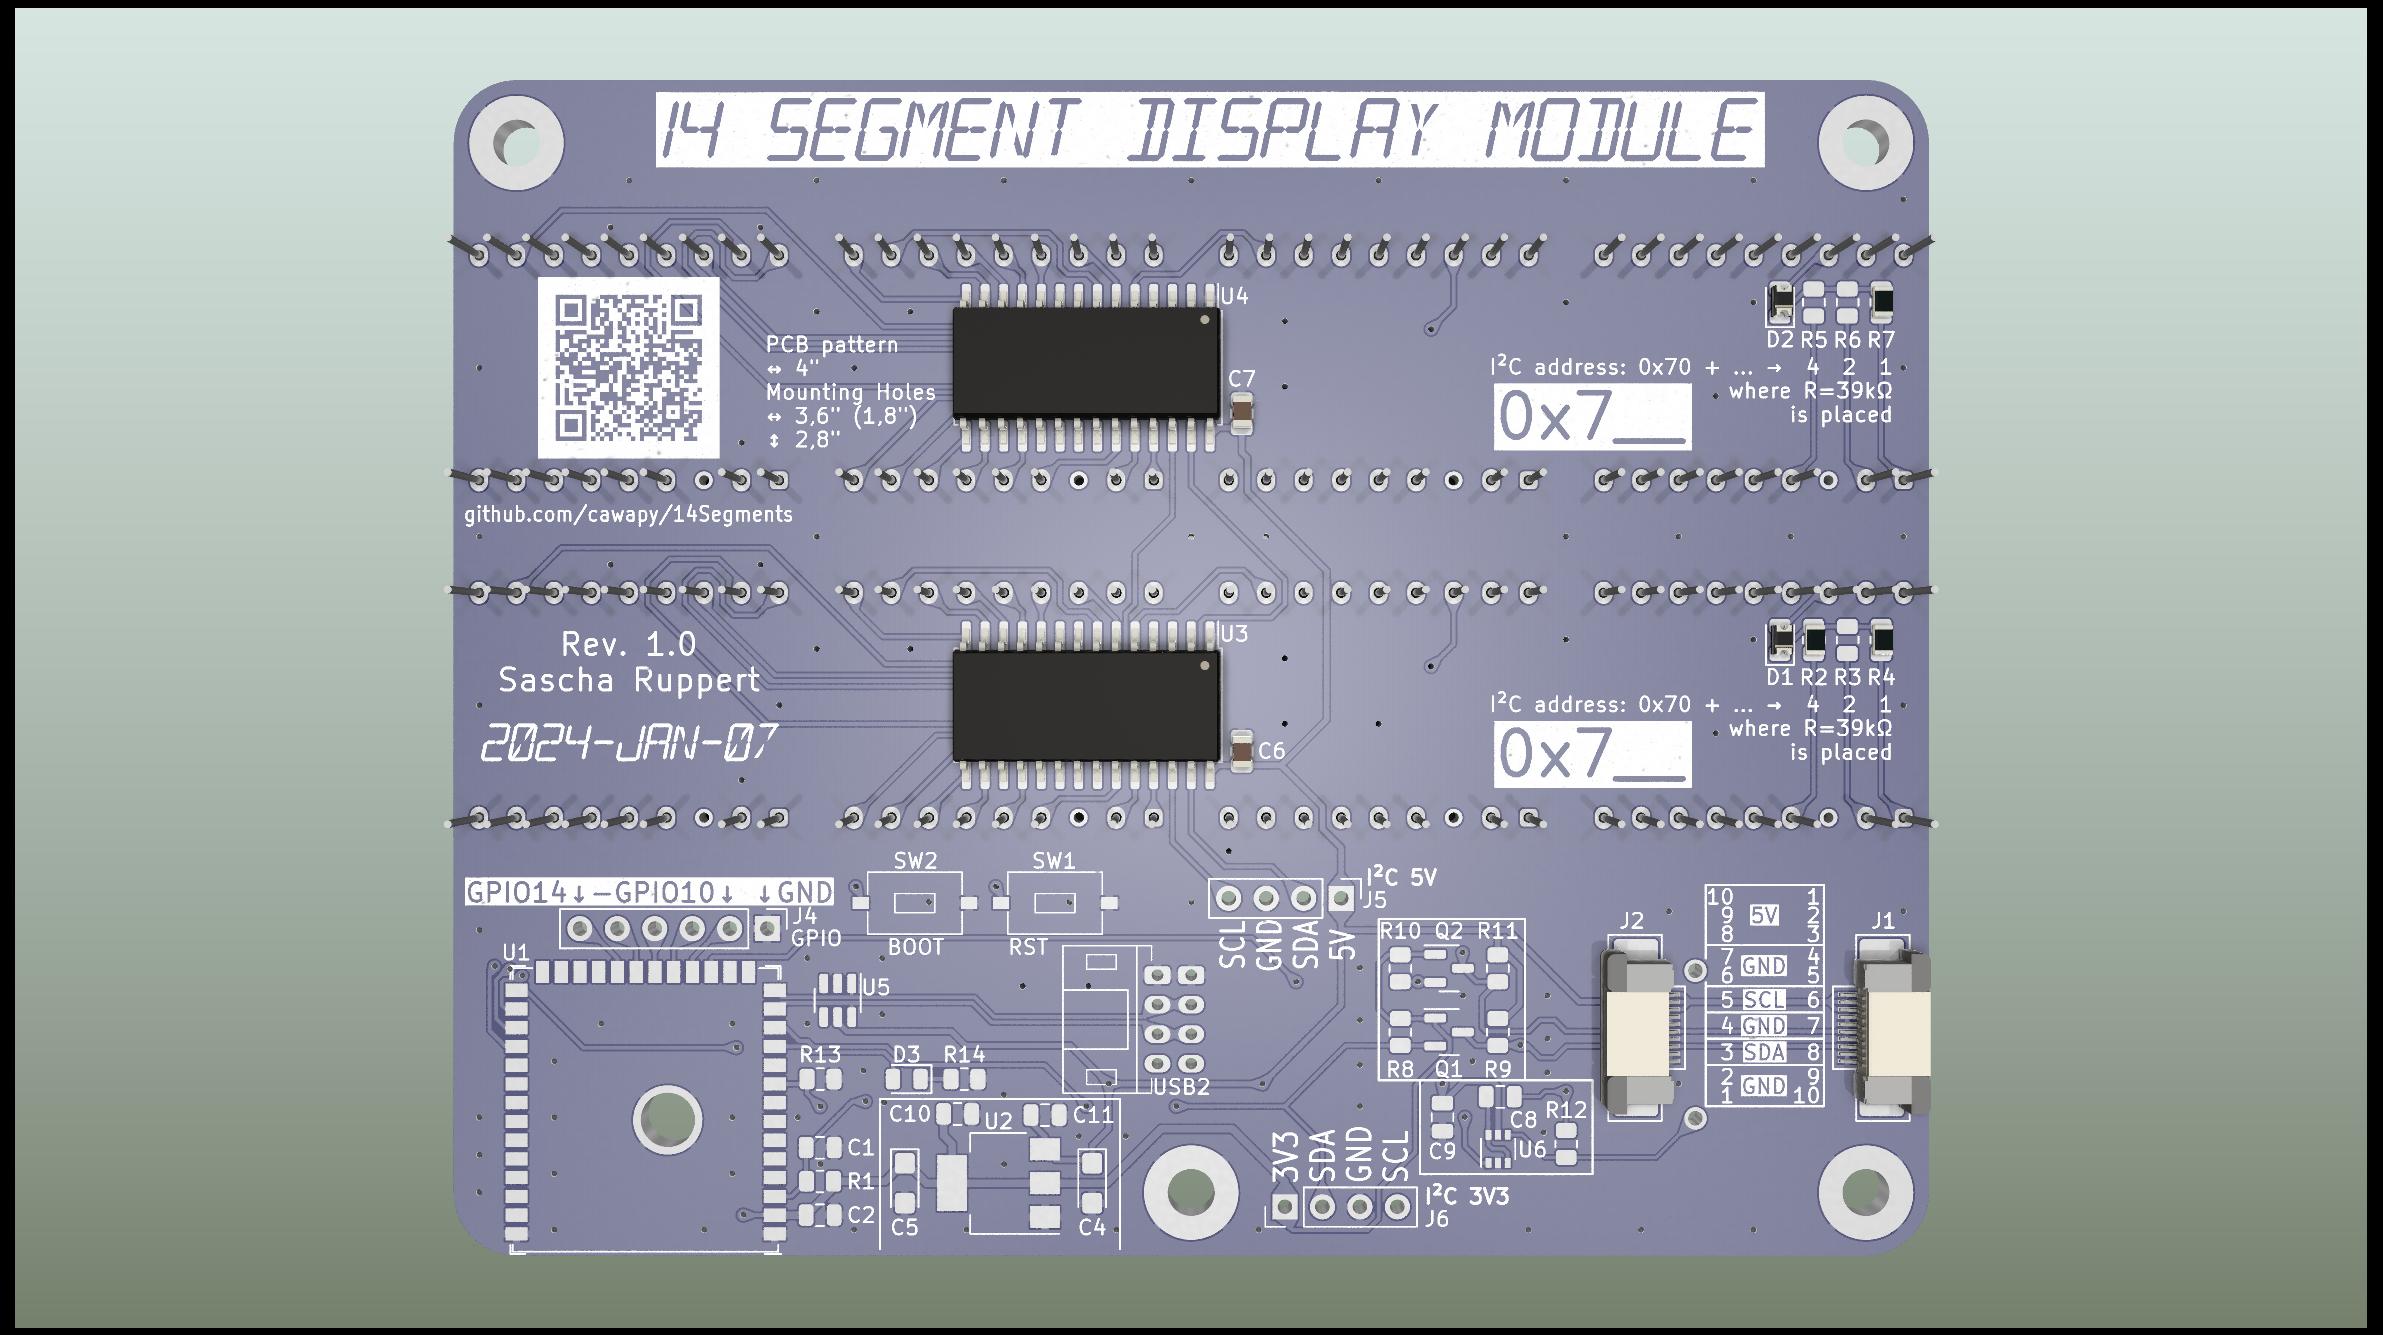 14 SEGMENT DISPLAY MODULE
U4
PCB pattern
↔ 4"
Mounting Holes
↔ 3,6" (1,8")
↕ 2,8"
C7
D2 R5 R6 R7
I²C address: 0x70 + ... → 4 2 1
where R=39kΩ
is placed
0x7__
github.com/cawapy/14Segments
U3
Rev. 1.0
Sascha Ruppert
2024-JAN-07
C6
D1 R2 R3 R4
I²C address: 0x70 + ... → 4 2 1
where R=39kΩ
is placed
0x7__
SW2
SW1
BOOT
RST
GPIO14↓–GPIO10↓ ↓GND
J4
GPIO
U1
U5
I²C 5V
J5
SCL
GND
SDA
5V
R10 Q2 R11
R8 Q1 R9
J2
J1
10 1
9 5V 2
8 3
7 4
GND
6 5
5 SCL 6
4 GND 7
3 SDA 8
2 9
GND
1 10
R13
D3
R14
USB2
C10
U2
C11
C8
R12
C9
U6
C1
R1
C2
C5
C4
3V3
SDA
GND
SCL
I²C 3V3
J6